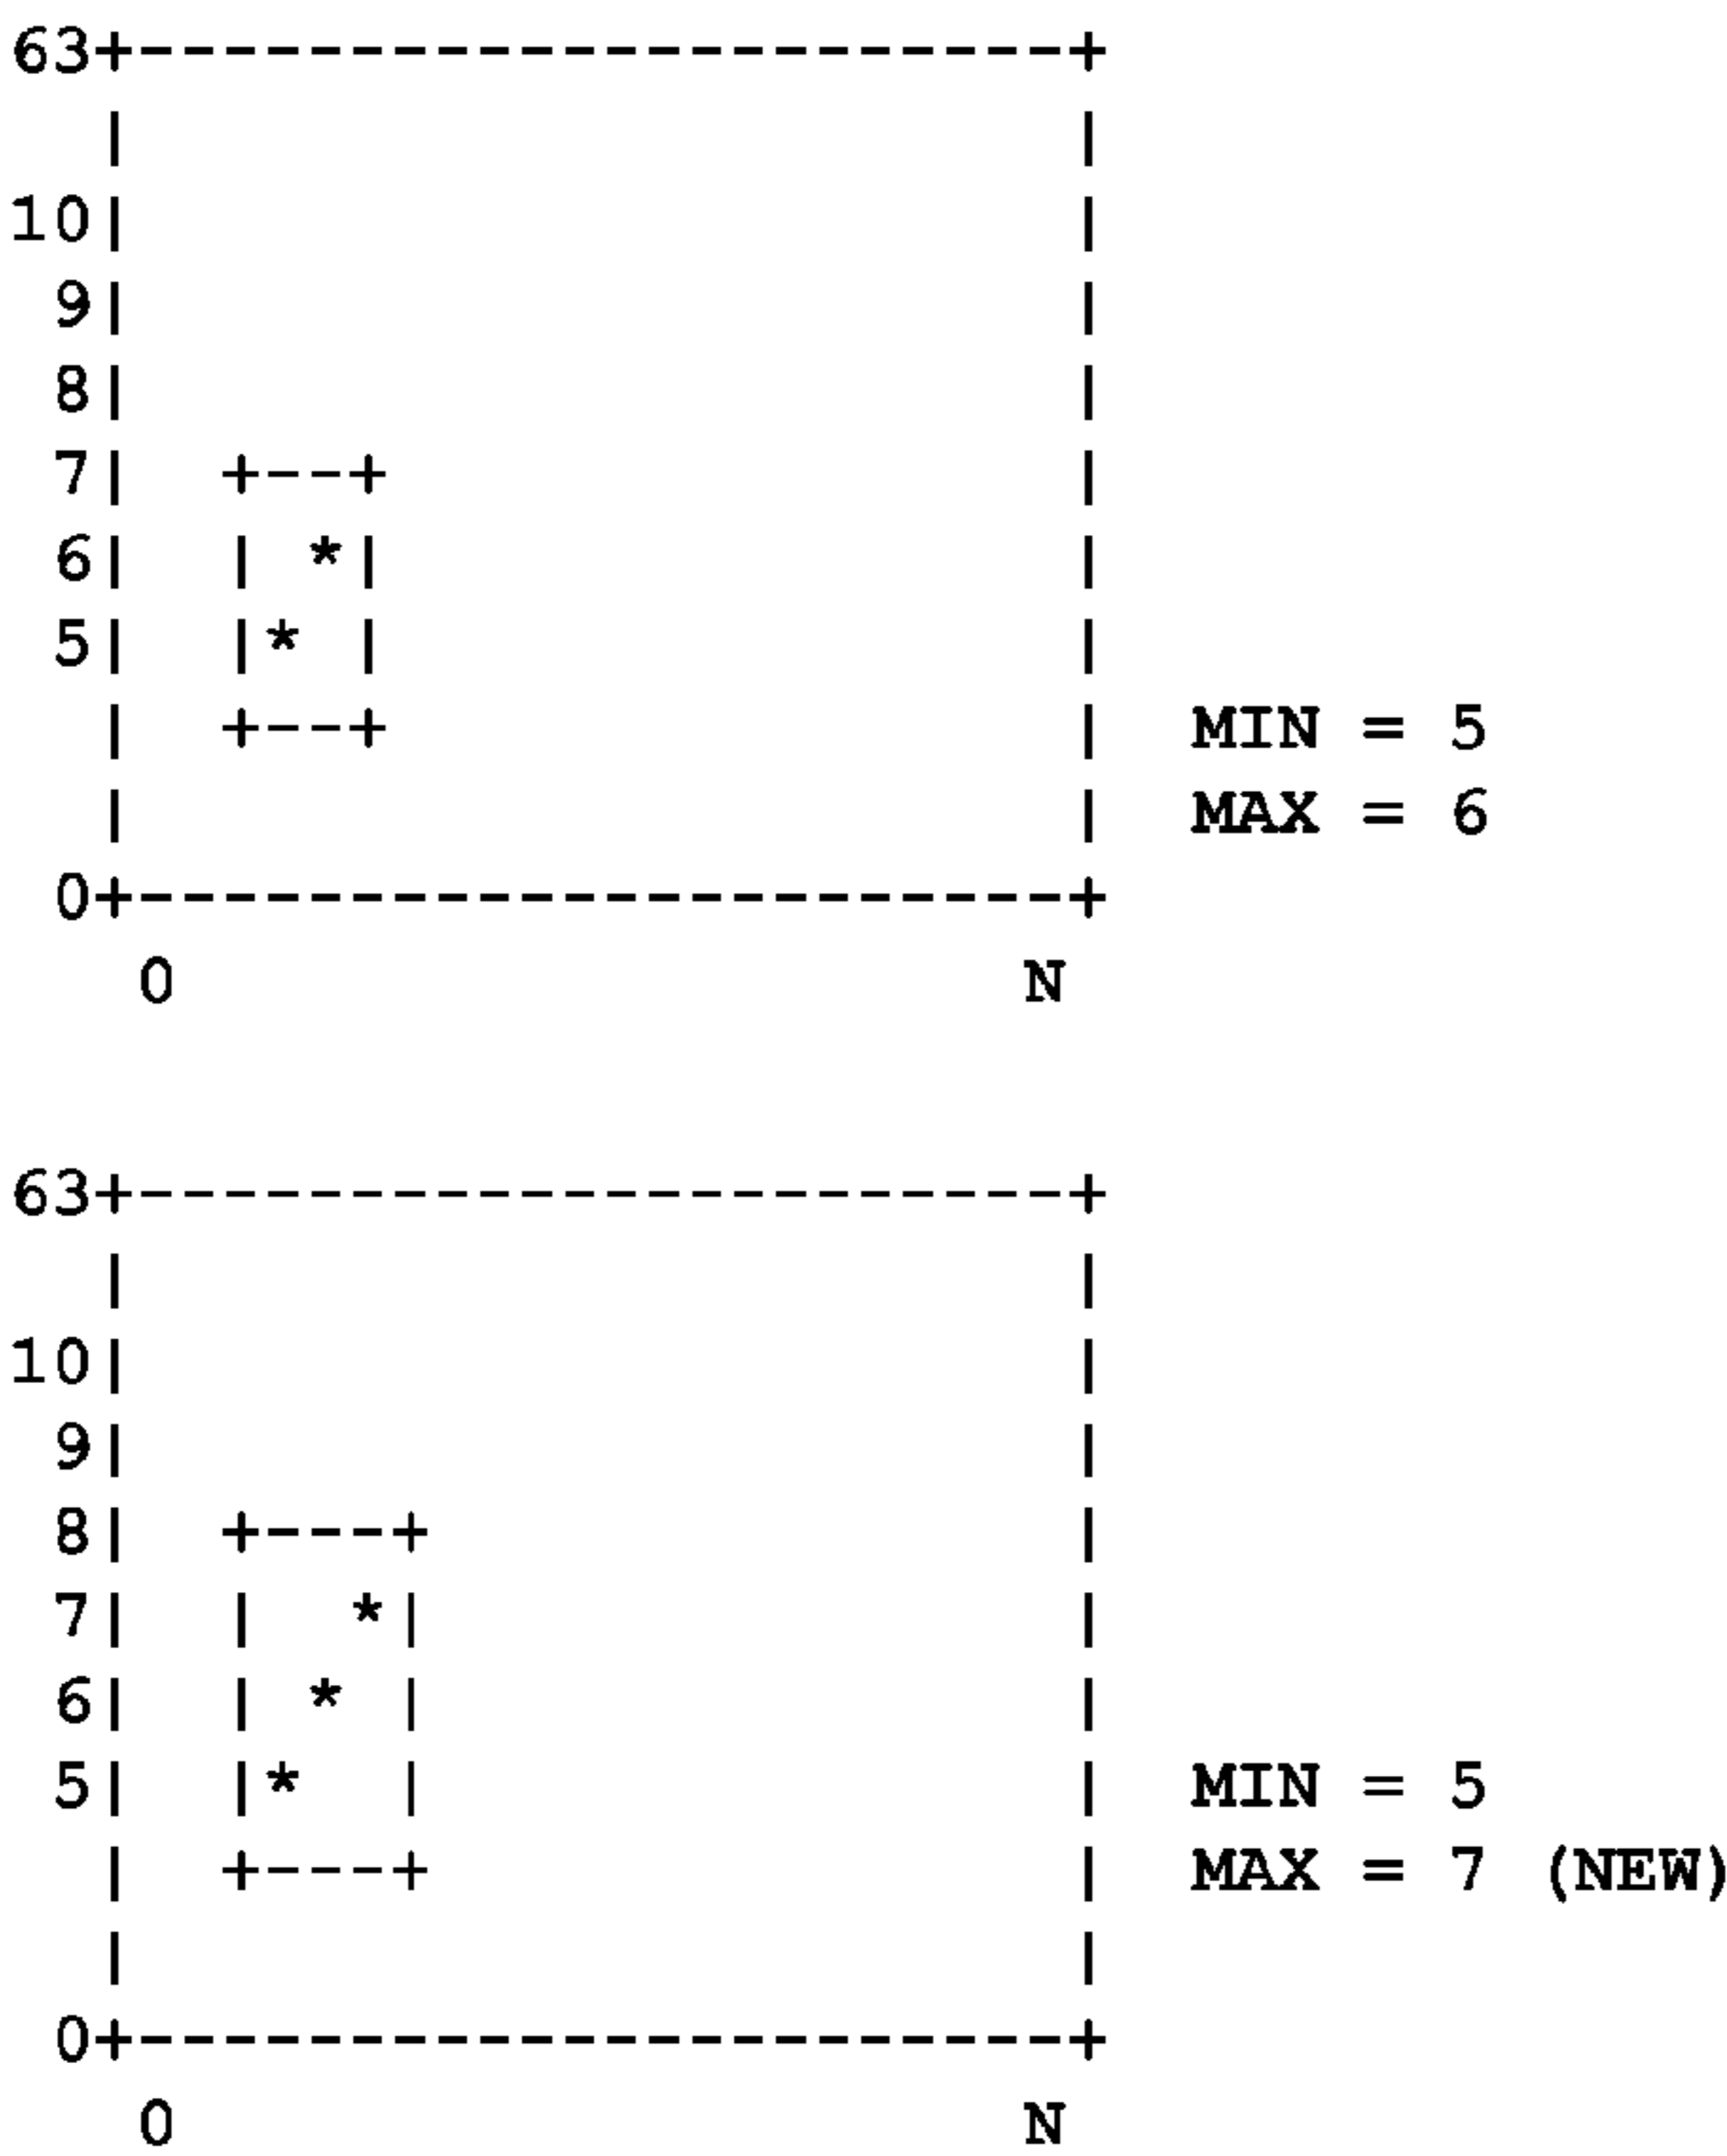 63+-----------------------+
  |                       |
10|                       |
 9|                       |
 8|                       |
 7|  +--+                 |
 6|  | *|                 |
 5|  |* |                 |
  |  +--+                 |  MIN = 5
  |                       |  MAX = 6
 0+----------------------+
   0                    N
63+----------------------+
  |                      |
10|                      |
 9|                      |
 8|  +---+               |
 7|  |  *|               |
 6|  | * |               |
 5|  |*  |               |  MIN = 5
  |  +---+               |  MAX = 7 (NEW)
  |                      |
 0+----------------------+
   0                    N